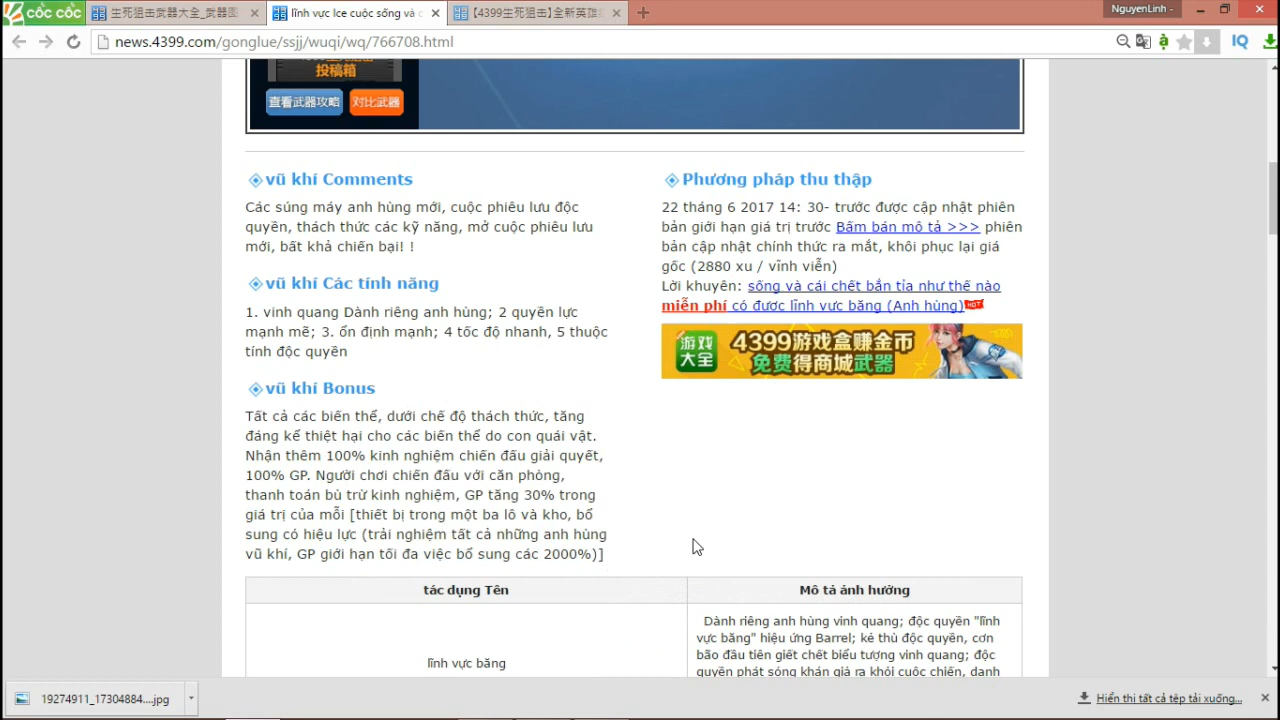 cốc cốc
生死狙击武器大全_武器图
lĩnh vực Ice cuộc sống và c
【4399生死狙击】全新英雄
NguyenLinh -
news.4399.com/gonglue/ssjj/wuqi/wq/766708.html
IQ
投稿箱
查看武器攻略
对比武器
vũ khí Comments
Các súng máy anh hùng mới, cuộc phiêu lưu độc
quyền, thách thức các kỹ năng, mở cuộc phiêu lưu
mới, bất khả chiến bại! !
vũ khí Các tính năng
1. vinh quang Dành riêng anh hùng; 2 quyền lực
mạnh mẽ; 3. ổn định mạnh; 4 tốc độ nhanh, 5 thuộc
tính độc quyền
vũ khí Bonus
Tất cả các biến thể, dưới chế độ thách thức, tăng
đáng kể thiệt hại cho các biến thể do con quái vật.
Nhận thêm 100% kinh nghiệm chiến đấu giải quyết,
100% GP. Người chơi chiến đấu với căn phòng,
thanh toán bù trừ kinh nghiệm, GP tăng 30% trong
giá trị của mỗi [thiết bị trong một ba lô và kho, bổ
sung có hiệu lực (trải nghiệm tất cả những anh hùng
vũ khí, GP giới hạn tối đa việc bổ sung các 2000%)]
Phương pháp thu thập
22 tháng 6 2017 14: 30- trước được cập nhật phiên
bản giới hạn giá trị trước Bấm bán mô tả >>> phiên
bản cập nhật chính thức ra mắt, khôi phục lại giá
gốc (2880 xu / vĩnh viễn)
Lời khuyên: sống và cái chết bắn tỉa như thế nào
miễn phí có được lĩnh vực băng (Anh hùng) HOT
游戏大全
4399游戏盒赚金币
免费得商城武器
tác dụng Tên
Mô tả ảnh hưởng
lĩnh vực băng
Dành riêng anh hùng vinh quang; độc quyền "lĩnh
vực băng" hiệu ứng Barrel; kẻ thù độc quyền, cơn
bão đầu tiên giết chết biểu tượng vinh quang; độc
quyền phát sóng khán giả ra khỏi cuộc chiến, danh
19274911_17304884....jpg
Hiển thị tất cả tệp tải xuống...